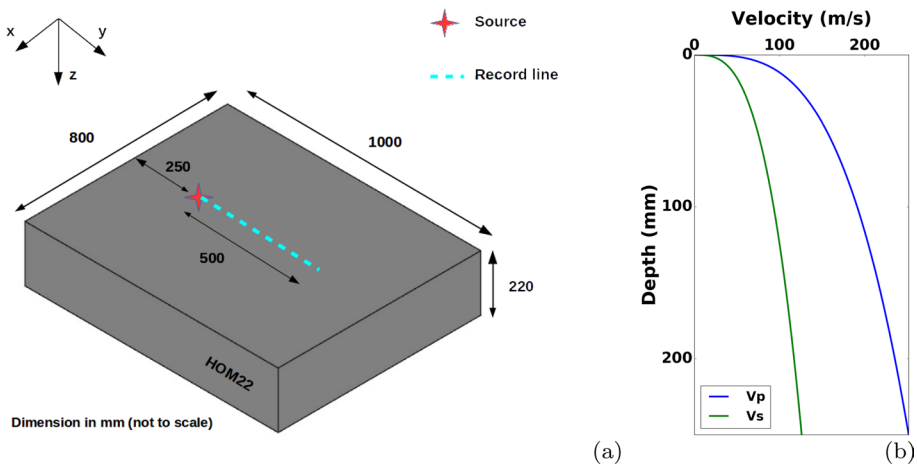 x
y
z
Source
Record line
800
1000
250
500
220
HOM22
Dimension in mm (not to scale)
(a)
Velocity (m/s)
0 100 200
0
100
200
Depth (mm)
Vp
Vs
(b)